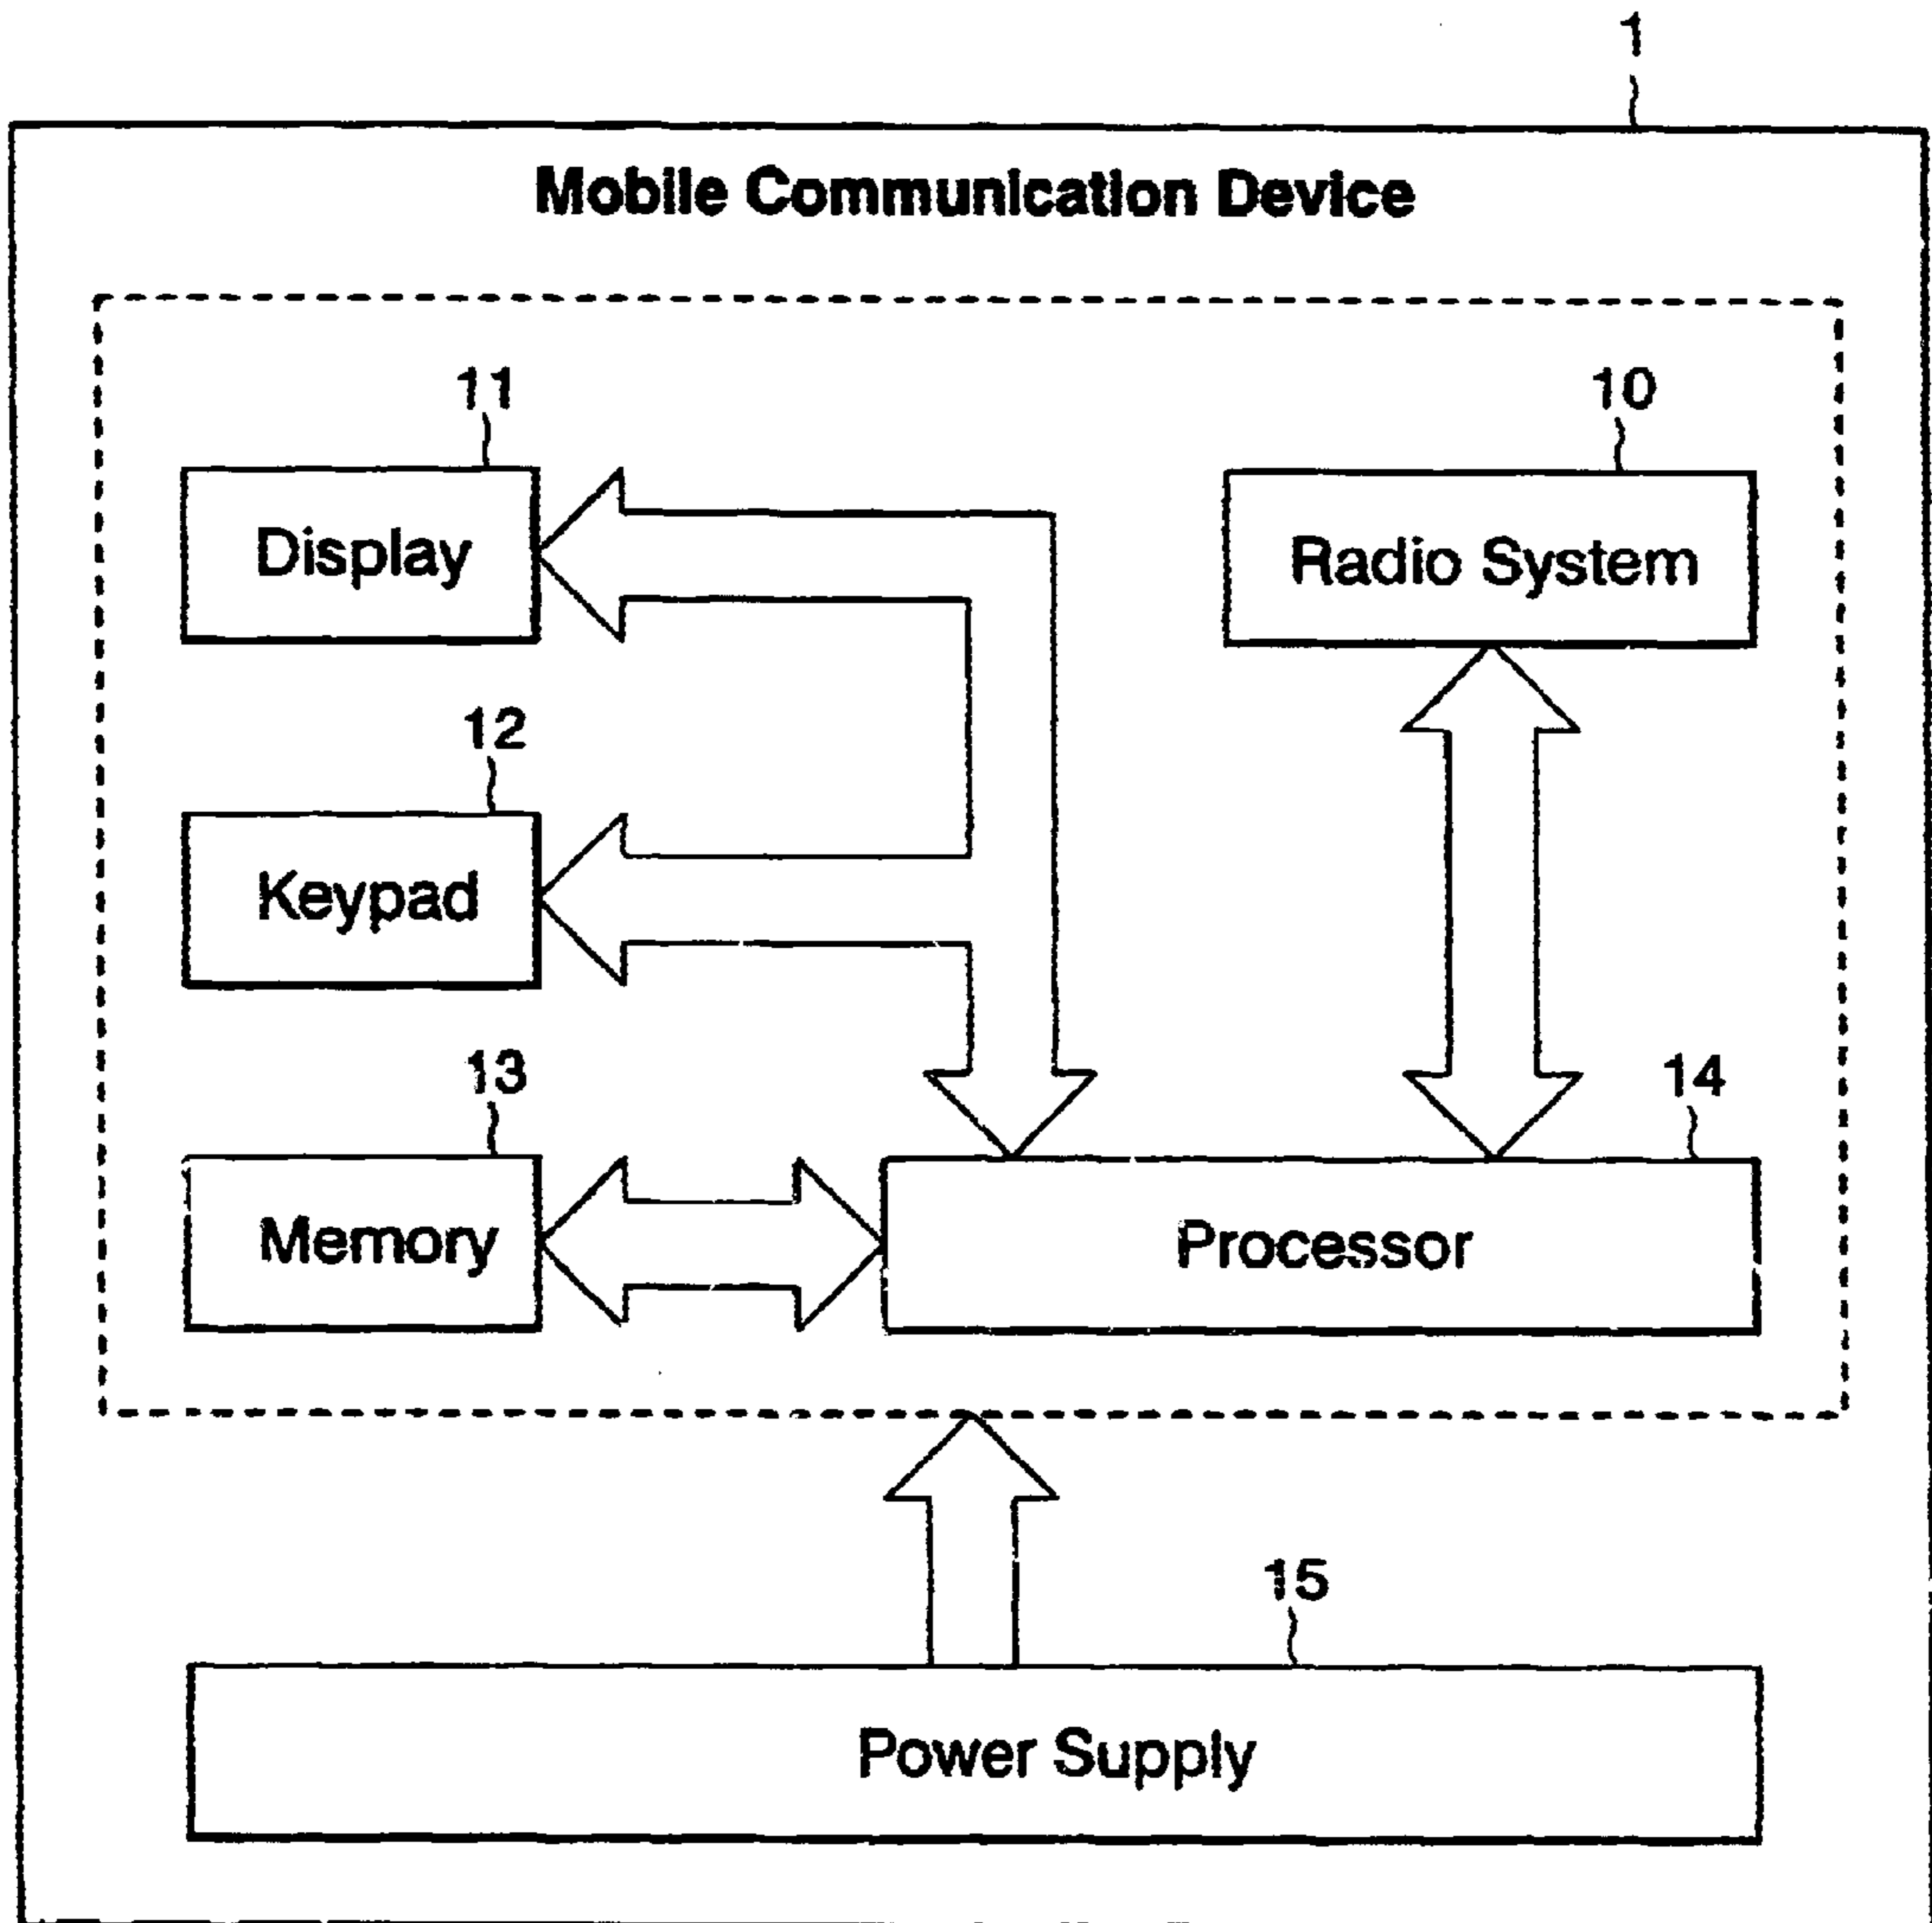 1
Mobile Communication Device
11
10
Display
Radio System
12
Keypad
13
14
Memory
Processor
15
Power Supply